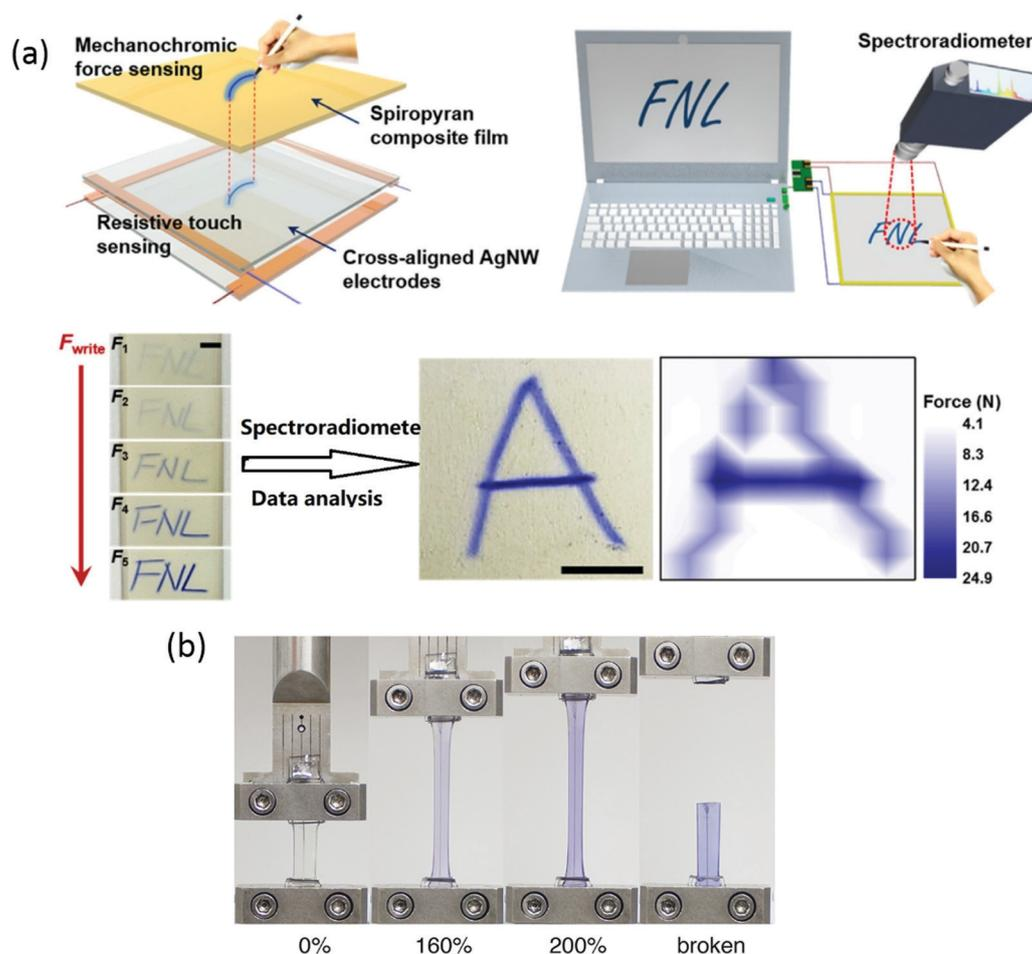 (a)
Mechanochromic
force sensing
Spiropyran
composite film
Resistive touch
sensing
Cross-aligned AgNW
electrodes
FNL
Spectroradiometer
FNL
Fwrite
F1
FNL
F2
FNL
F3
FNL
F4
FNL
F5
FNL
Spectroradiomete
Data analysis
A
Force (N)
4.1
8.3
12.4
16.6
20.7
24.9
(b)
0%
160%
200%
broken